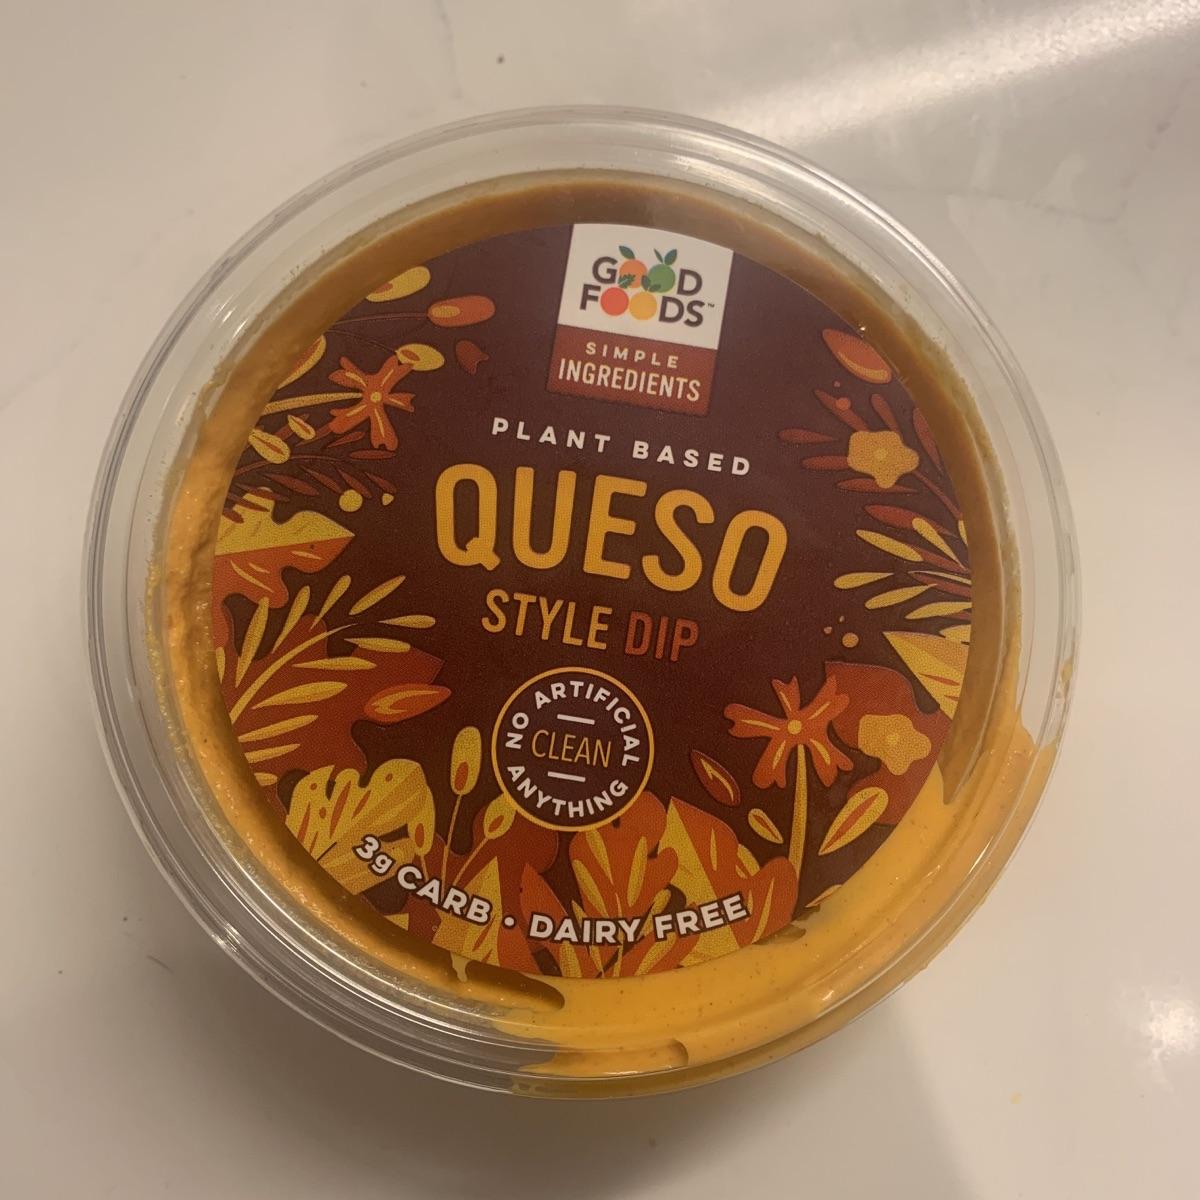 GOOD
FOODS™
SIMPLE
INGREDIENTS
PLANT BASED
QUESO
STYLE DIP
NO ARTIFICIAL
CLEAN
ANYTHING
3g CARB • DAIRY FREE